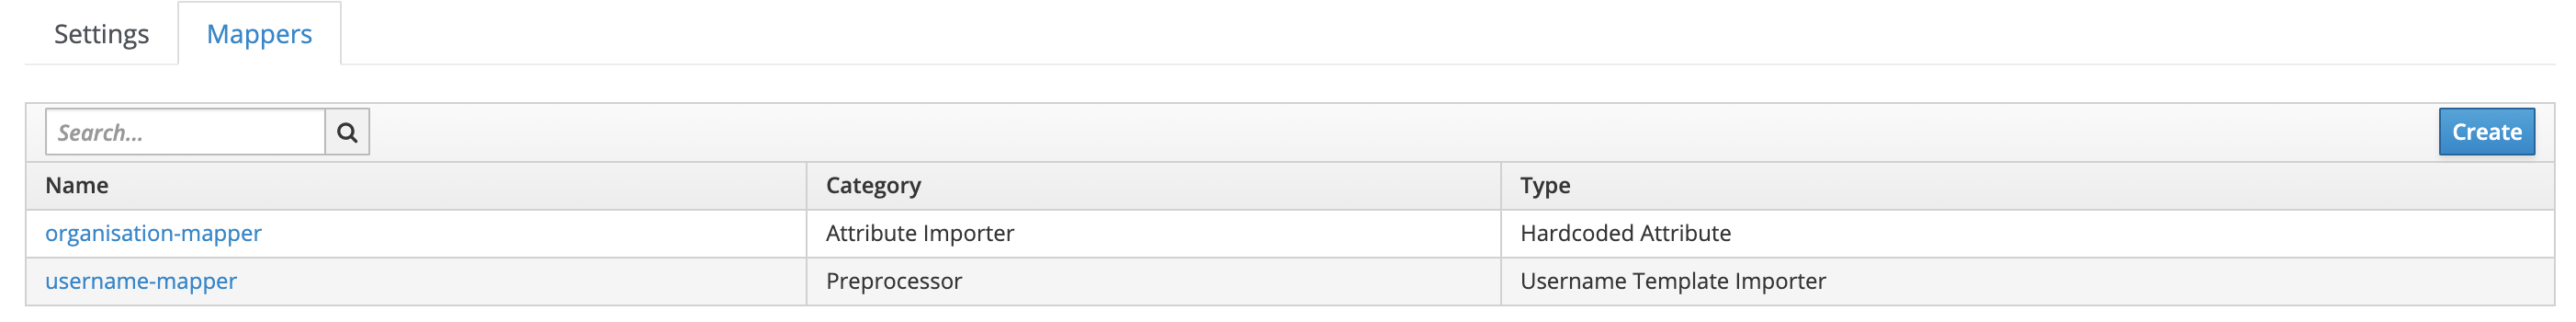 Settings Mappers
Search...
Create
Name Category Type
organisation-mapper Attribute Importer Hardcoded Attribute
username-mapper Preprocessor Username Template Importer